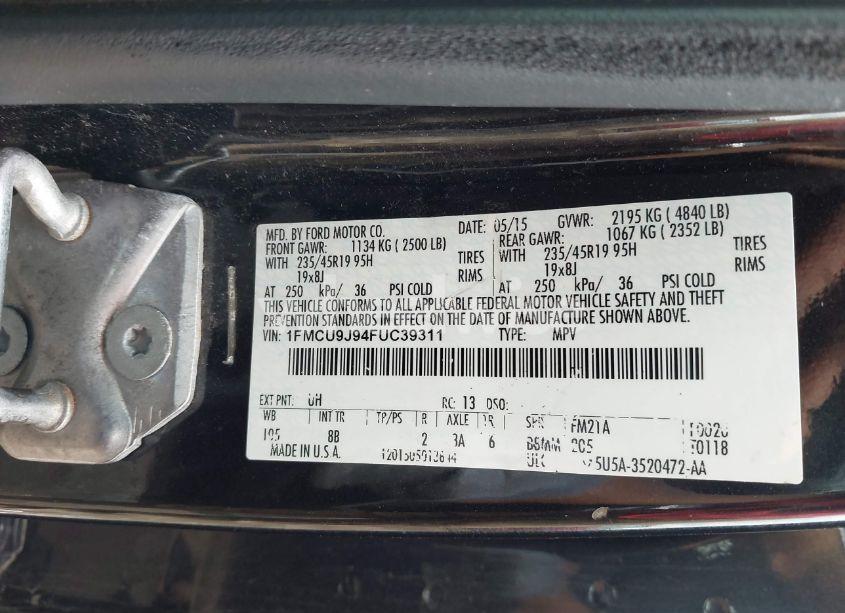 MFD. BY FORD MOTOR CO. DATE: 05/15 GVWR: 2195 KG ( 4840 LB)
FRONT GAWR: 1134 KG ( 2500 LB) REAR GAWR: 1067 KG ( 2352 LB)
WITH 235/45R19 95H TIRES WITH 235/45R19 95H TIRES
19x8J RIMS 19x8J RIMS
AT 250 kPa/ 36 PSI COLD AT 250 kPa/ 36 PSI COLD
THIS VEHICLE CONFORMS TO ALL APPLICABLE FEDERAL MOTOR VEHICLE SAFETY AND THEFT
PREVENTION STANDARDS IN EFFECT ON THE DATE OF MANUFACTURE SHOWN ABOVE.
VIN: 1FMCU9J94FUC39311 TYPE: MPV
EXT PNT: UH RC: 13 DSO:
WB INT TR TP/PS R AXLE TR SPR FM21A
195 8B 2 3A 6
MADE IN U.S.A. 5U5A-3520472-AA